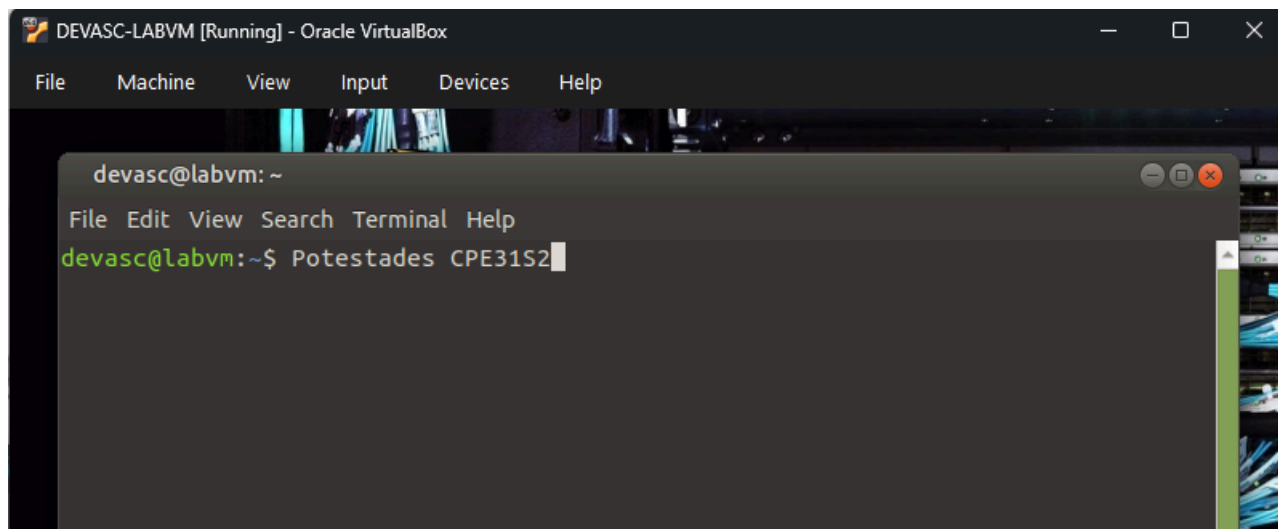 DEVASC-LABVM [Running] - Oracle VirtualBox
File Machine View Input Devices Help
devasc@labvm: ~
File Edit View Search Terminal Help
devasc@labvm:~$ Potestades CPE31S2